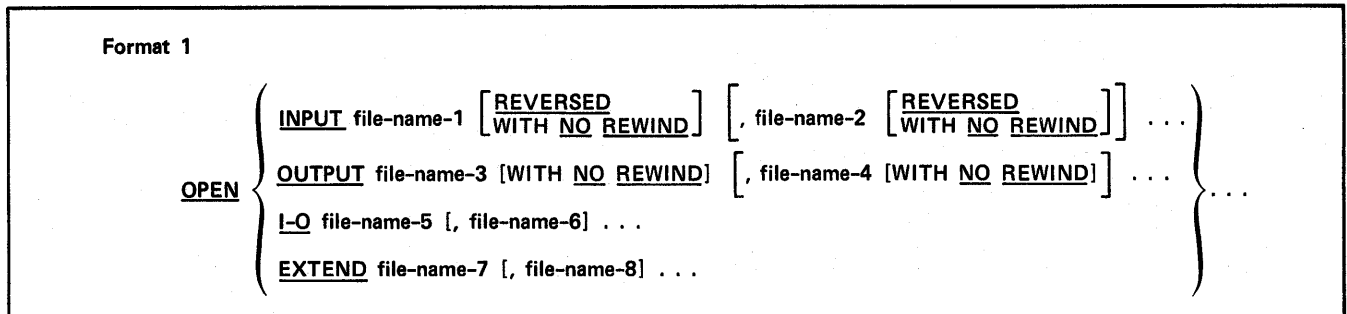 Format 1
INPUT file-name-1 [REVERSED
WITH NO REWIND] [, file-name-2 [REVERSED
WITH NO REWIND]] . . .
OPEN { OUTPUT file-name-3 [WITH NO REWIND] [, file-name-4 [WITH NO REWIND]] . . . } . . .
I-O file-name-5 [, file-name-6] . . .
EXTEND file-name-7 [, file-name-8] . . .